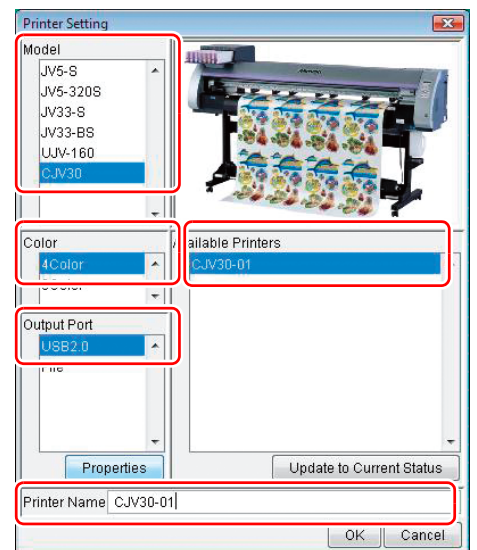 Printer Setting
Model
JV5-S
JV5-320S
JV33-S
JV33-BS
UJV-160
CJV30
Color
4Color
Available Printers
CJV30-01
Output Port
USB2.0
File
Properties
Update to Current Status
Printer Name CJV30-01
OK
Cancel